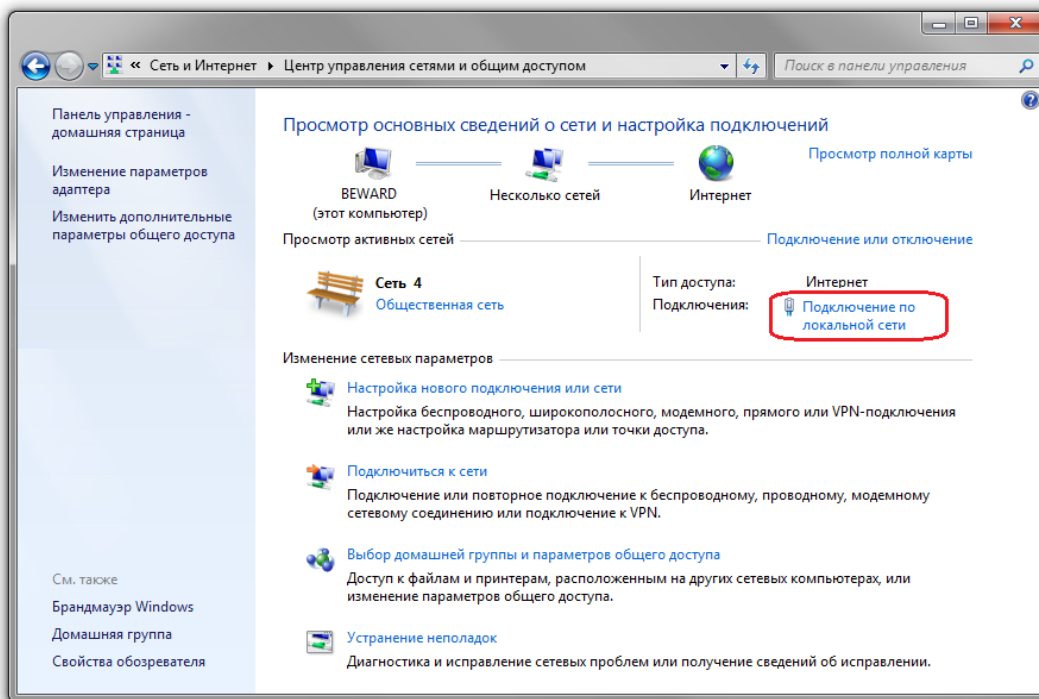 « Сеть и Интернет ▸ Центр управления сетями и общим доступом
Поиск в панели управления
Панель управления -
домашняя страница
Изменение параметров
адаптера
Изменить дополнительные
параметры общего доступа
См. также
Брандмауэр Windows
Домашняя группа
Свойства обозревателя
Просмотр основных сведений о сети и настройка подключений
Просмотр полной карты
BEWARD
(этот компьютер)
Несколько сетей
Интернет
Просмотр активных сетей
Подключение или отключение
Сеть 4
Общественная сеть
Тип доступа: Интернет
Подключения: Подключение по
локальной сети
Изменение сетевых параметров
Настройка нового подключения или сети
Настройка беспроводного, широкополосного, модемного, прямого или VPN-подключения
или же настройка маршрутизатора или точки доступа.
Подключиться к сети
Подключение или повторное подключение к беспроводному, проводному, модемному
сетевому соединению или подключение к VPN.
Выбор домашней группы и параметров общего доступа
Доступ к файлам и принтерам, расположенным на других сетевых компьютерах, или
изменение параметров общего доступа.
Устранение неполадок
Диагностика и исправление сетевых проблем или получение сведений об исправлении.